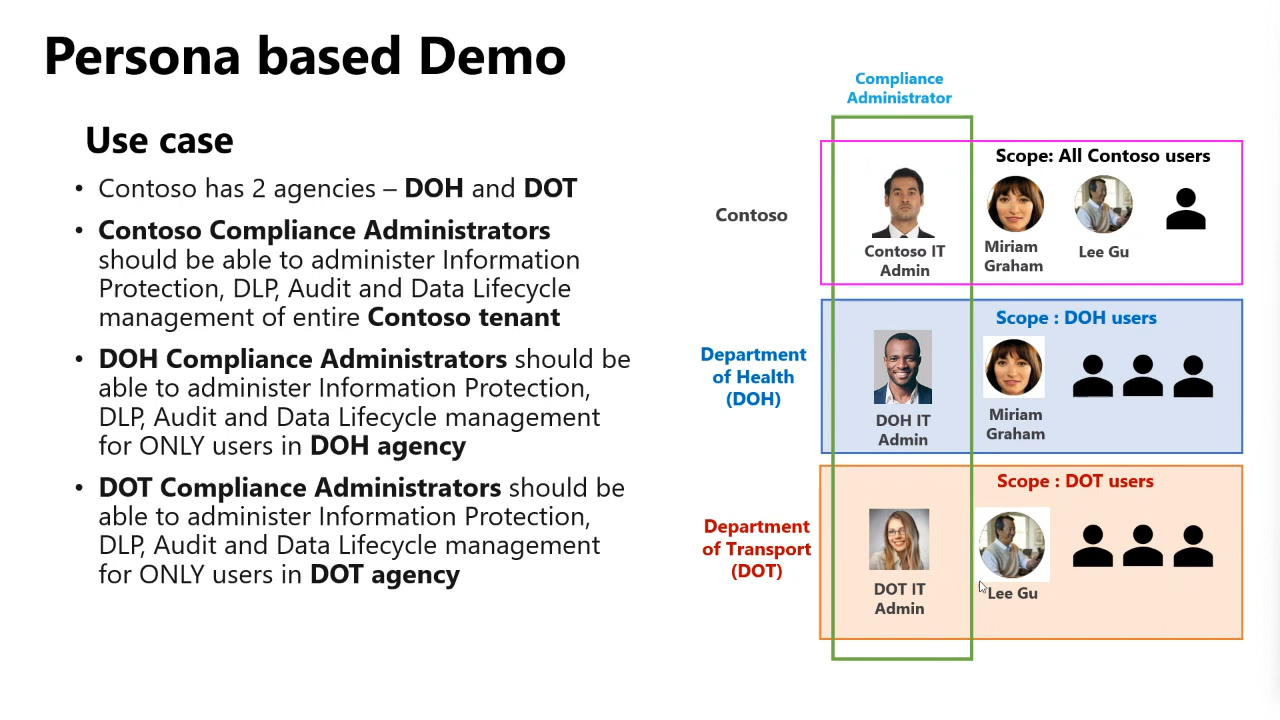 Persona based Demo
Use case
• Contoso has 2 agencies – DOH and DOT
• Contoso Compliance Administrators
should be able to administer Information
Protection, DLP, Audit and Data Lifecycle
management of entire Contoso tenant
• DOH Compliance Administrators should be
able to administer Information Protection,
DLP, Audit and Data Lifecycle management
for ONLY users in DOH agency
• DOT Compliance Administrators should be
able to administer Information Protection,
DLP, Audit and Data Lifecycle management
for ONLY users in DOT agency
Compliance
Administrator
Contoso
Contoso IT
Admin
Scope: All Contoso users
Miriam
Graham
Lee Gu
Department
of Health
(DOH)
DOH IT
Admin
Scope : DOH users
Miriam
Graham
Department
of Transport
(DOT)
DOT IT
Admin
Scope : DOT users
Lee Gu